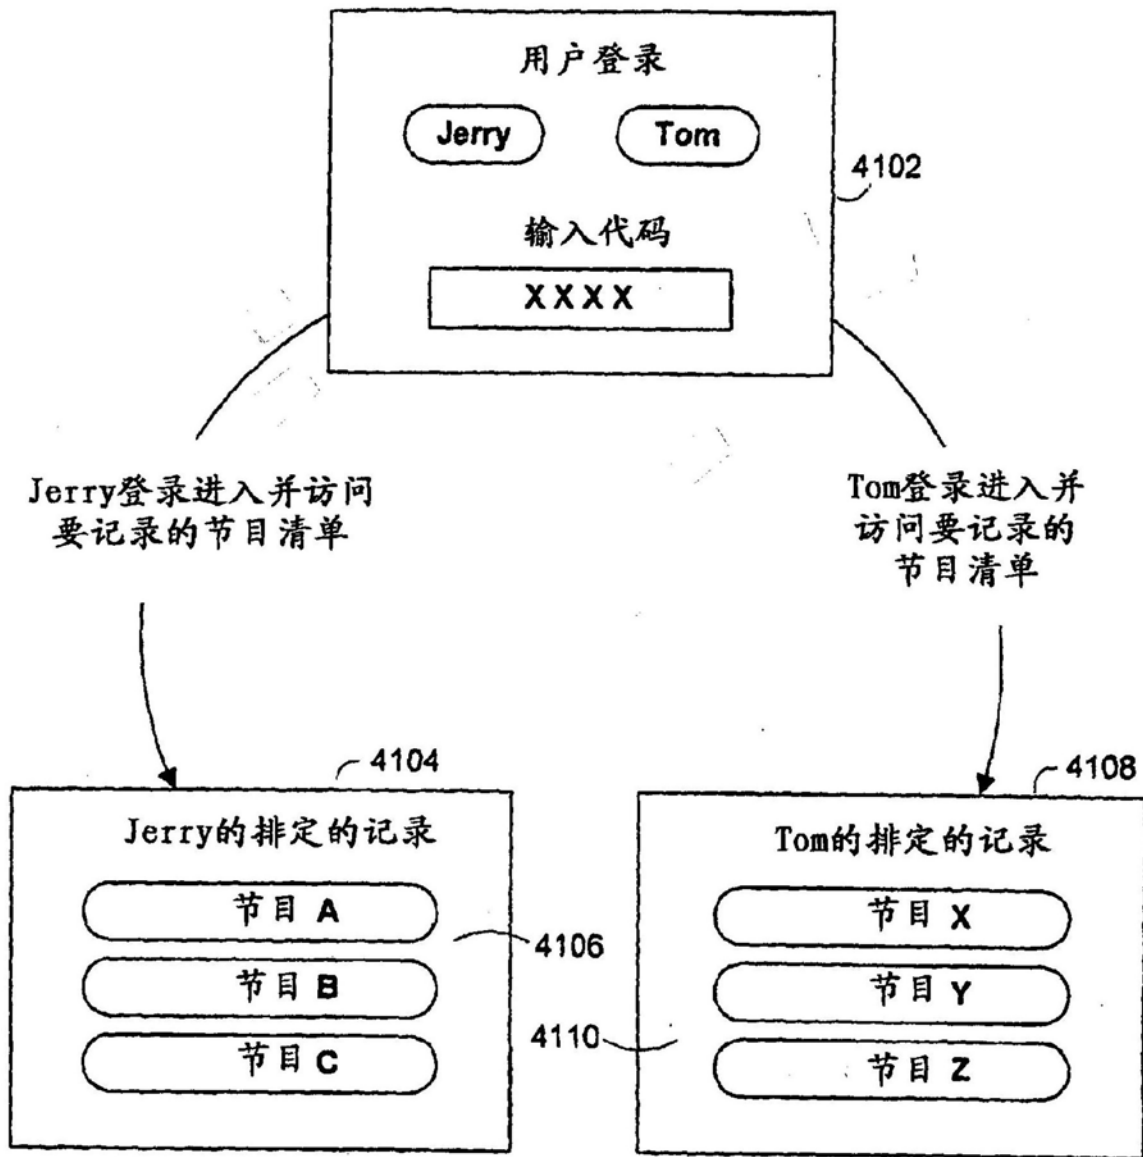 用户登录
Jerry
Tom
4102
输入代码
XXXX
Jerry登录进入并访问
要记录的节目清单
Tom登录进入并
访问要记录的
节目清单
4104
Jerry的排定的记录
节目 A
节目 B
节目 C
4106
4108
Tom的排定的记录
节目 X
节目 Y
节目 Z
4110